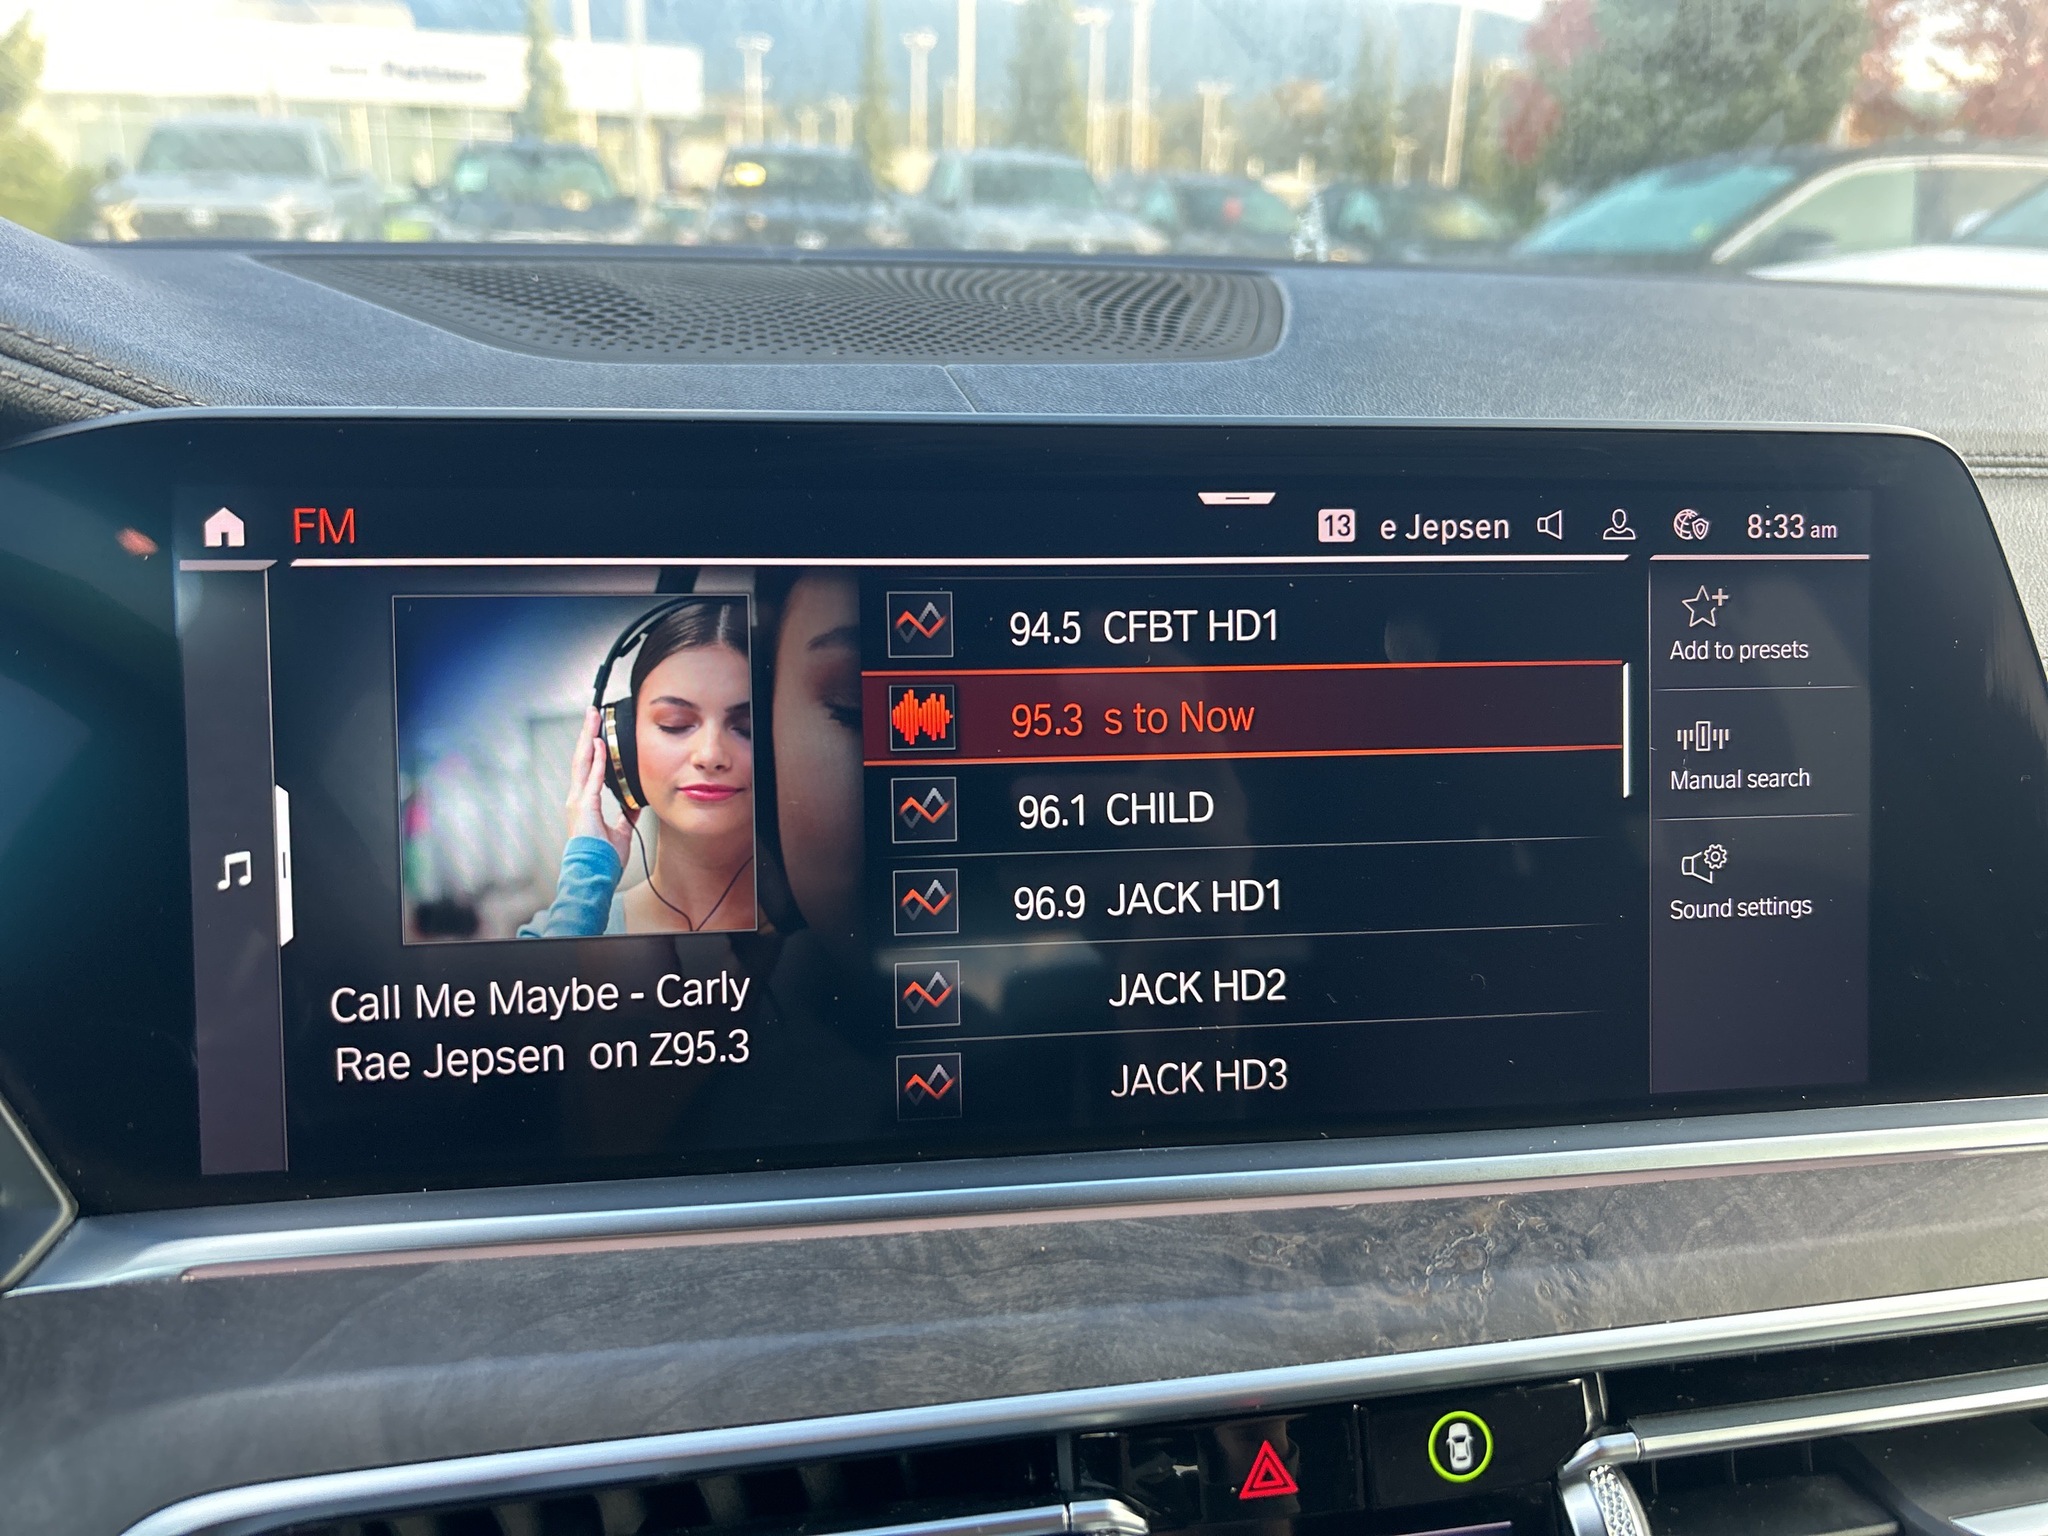 FM
13 e Jepsen 8:33 am
94.5 CFBT HD1
95.3 s to Now
96.1 CHILD
96.9 JACK HD1
JACK HD2
JACK HD3
Call Me Maybe - Carly
Rae Jepsen on Z95.3
Add to presets
Manual search
Sound settings